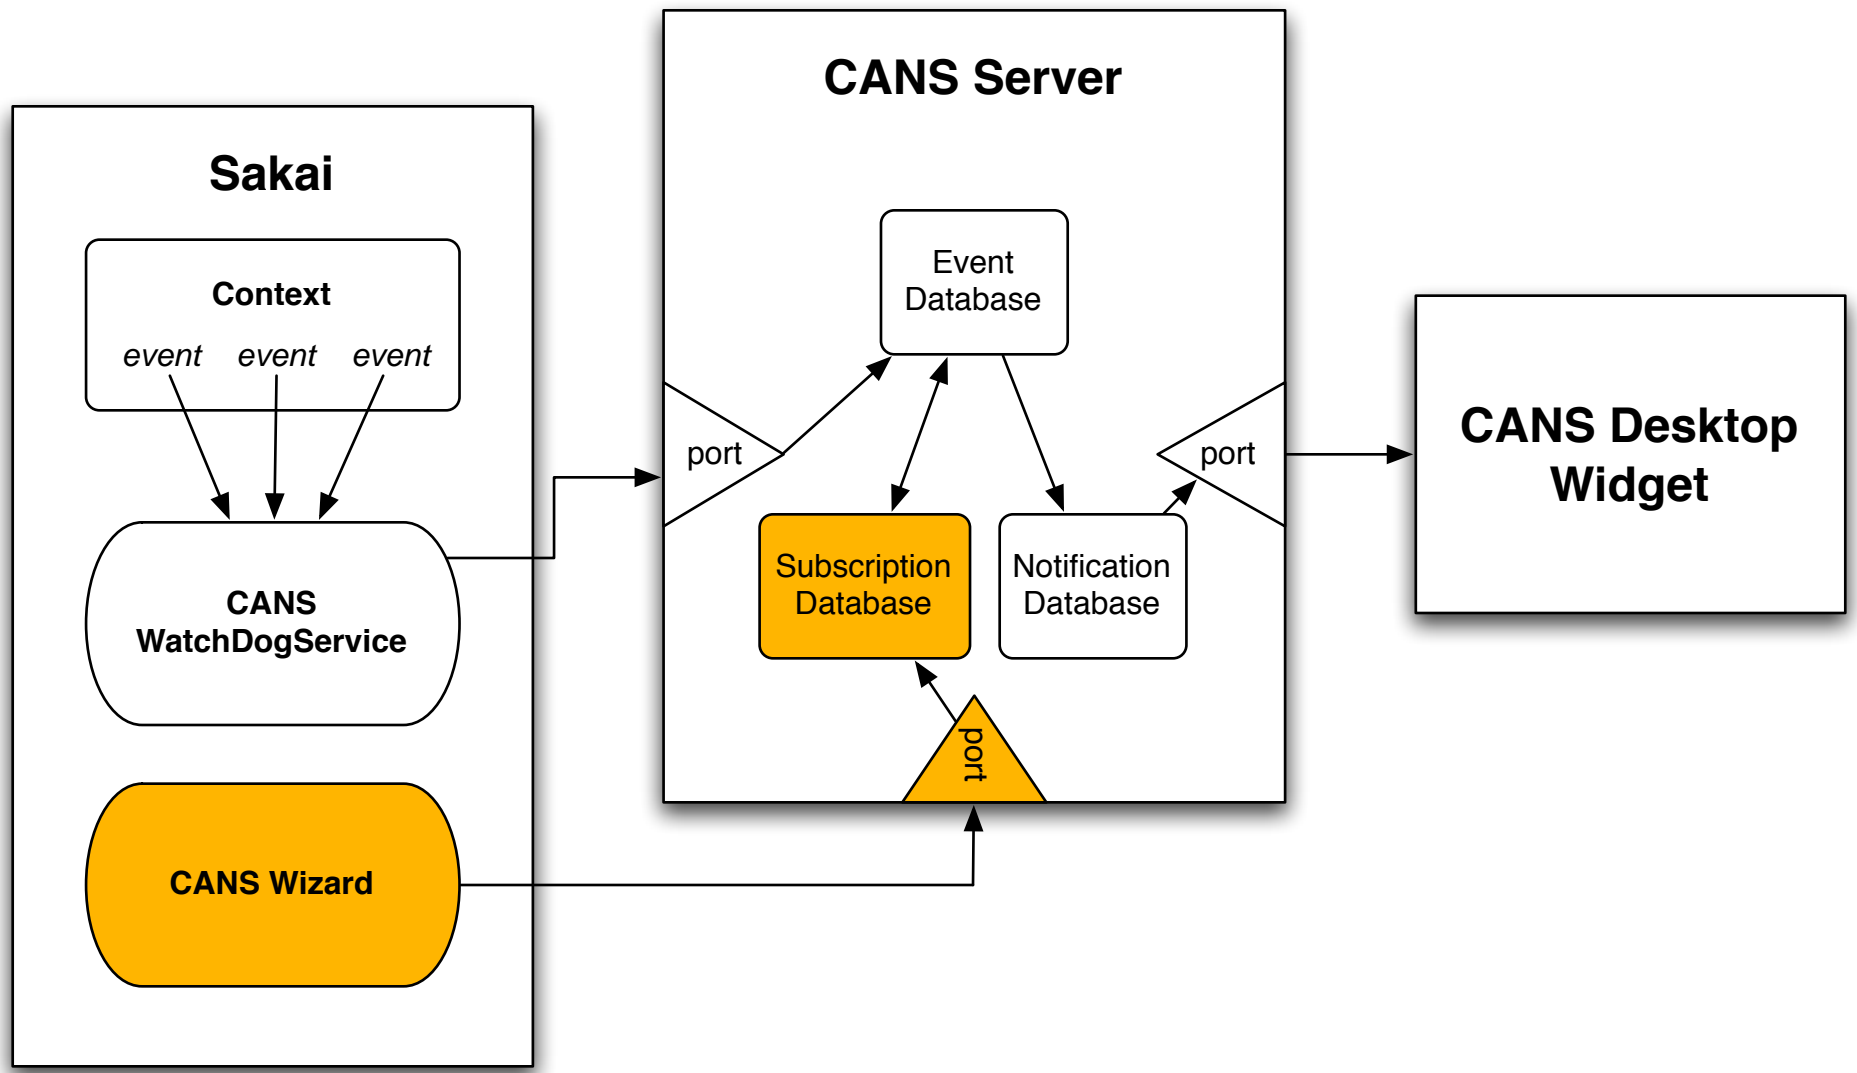 Sakai
Context
event event event
CANS
WatchDogService
CANS Wizard
CANS Server
Event
Database
port
port
Subscription
Database
Notification
Database
port
CANS Desktop
Widget